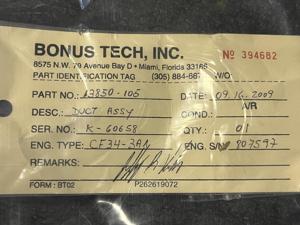 BONUS TECH, INC.
Nº 394682
8575 N.W. 79 Avenue Bay D • Miami, Florida 33166
PART IDENTIFICATION TAG (305) 884-667 W/O:
PART NO.: 13850-105 DATE: 09.16.2009
DESC.: DUCT ASSY COND.: A/R
SER. NO.: K-60658 QTY.: 01
ENG. TYPE: CF34-3A1 ENG. S/N: 807597
REMARKS:
FORM: BT02 P262619072